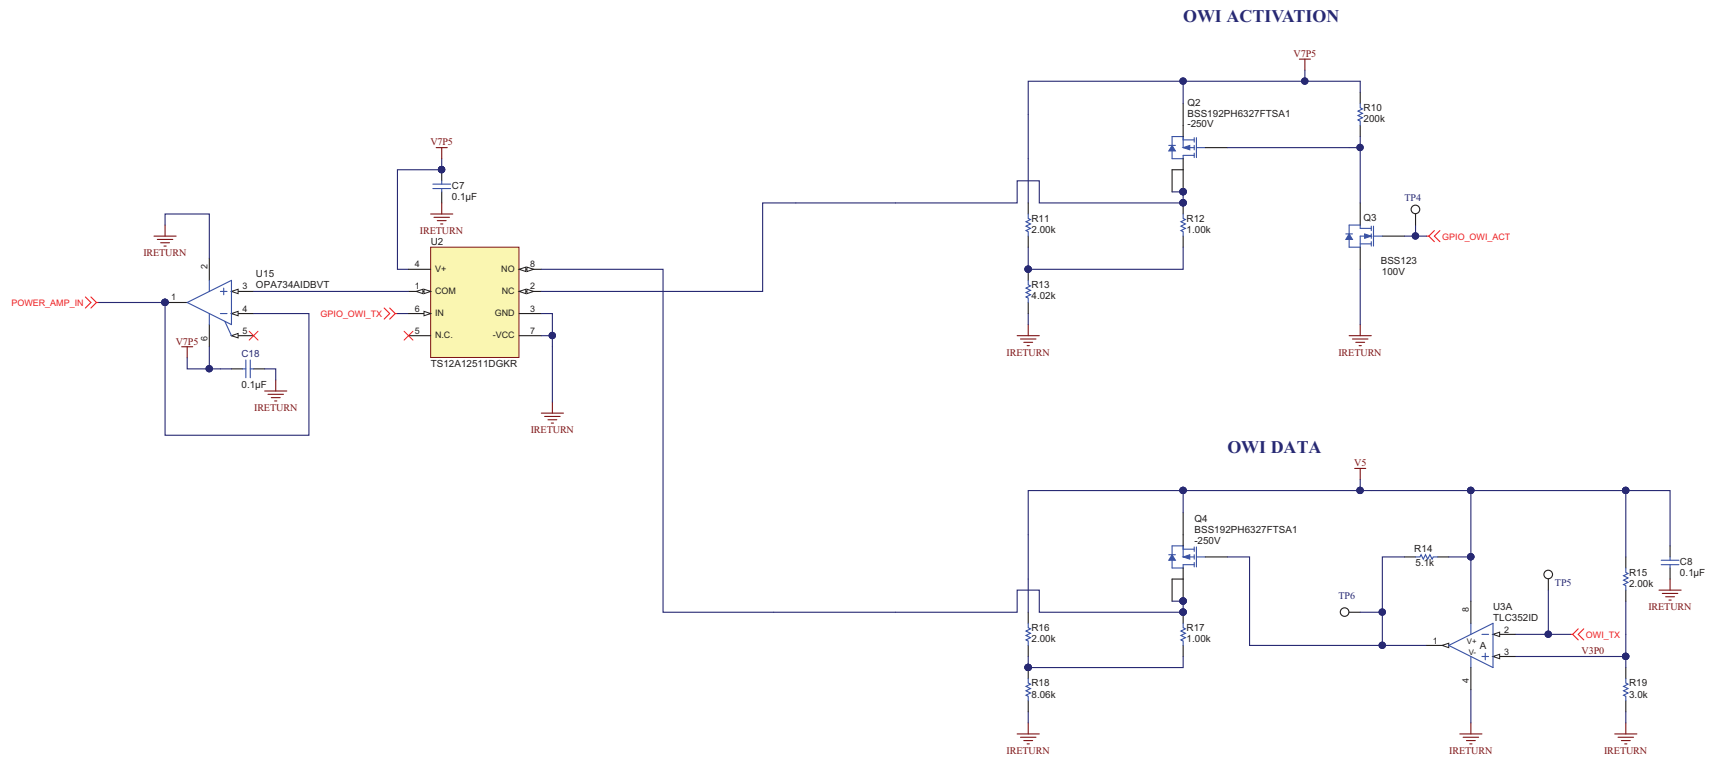 OWI ACTIVATION
V7P5
Q2
BSS192PH6327FTSA1
-250V
R10
200k
V7P5
C7
0.1µF
IRETURN
TP4
Q3
GPIO_OWI_ACT
BSS123
100V
R11
2.00k
R12
1.00k
R13
4.02k
IRETURN
IRETURN
IRETURN
U2
4
V+
NO
8
1
COM
NC
2
GPIO_OWI_TX
6
IN
GND
3
5
N.C.
-VCC
7
TS12A12511DGKR
IRETURN
2
U15
OPA734AIDBVT
POWER_AMP_IN
1
3
+
4
−
5
6
V7P5
C18
0.1µF
IRETURN
OWI DATA
V5
Q4
BSS192PH6327FTSA1
-250V
R14
5.1k
TP5
R15
2.00k
C8
0.1µF
IRETURN
TP6
8
U3A
TLC352ID
R16
2.00k
R17
1.00k
1
V+
V-
A
−
2
OWI_TX
+
3
V3P0
4
R18
8.06k
R19
3.0k
IRETURN
IRETURN
IRETURN